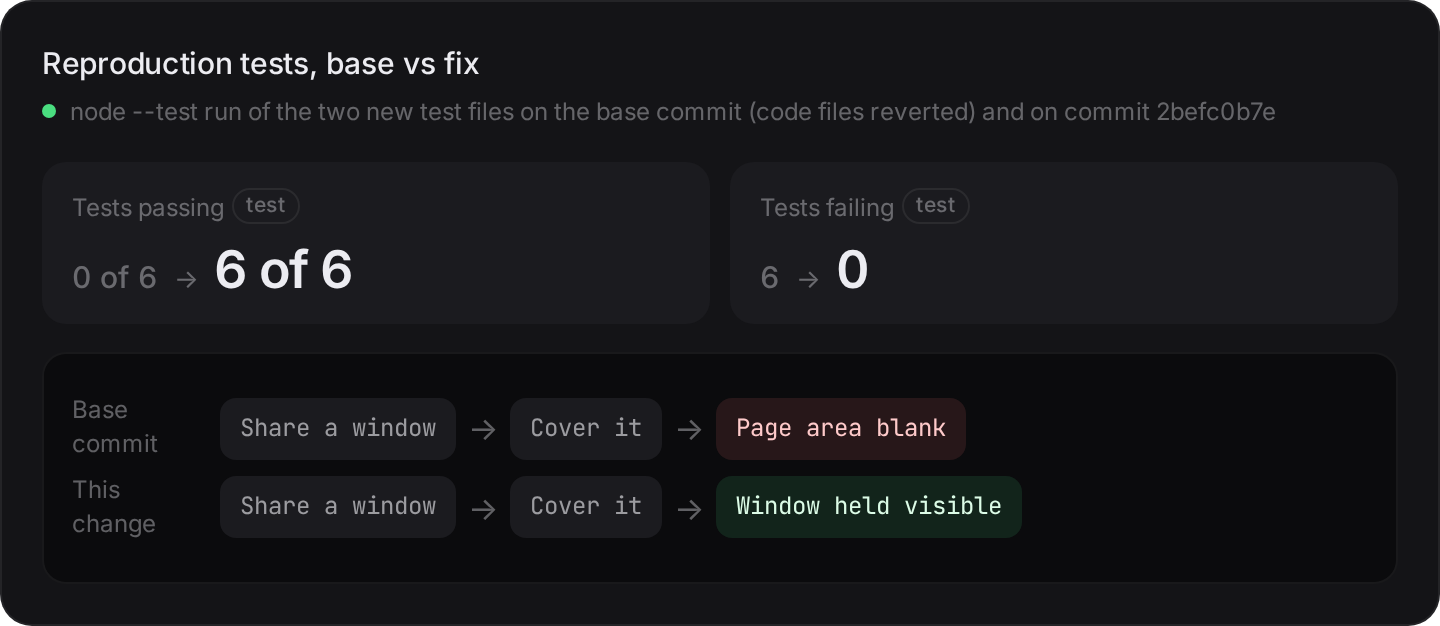 Reproduction tests, base vs fix
node --test run of the two new test files on the base commit (code files reverted) and on commit 2befc0b7e
Tests passing test
0 of 6 → 6 of 6
Tests failing test
6 → 0
Base
commit
Share a window → Cover it → Page area blank
This
change
Share a window → Cover it → Window held visible